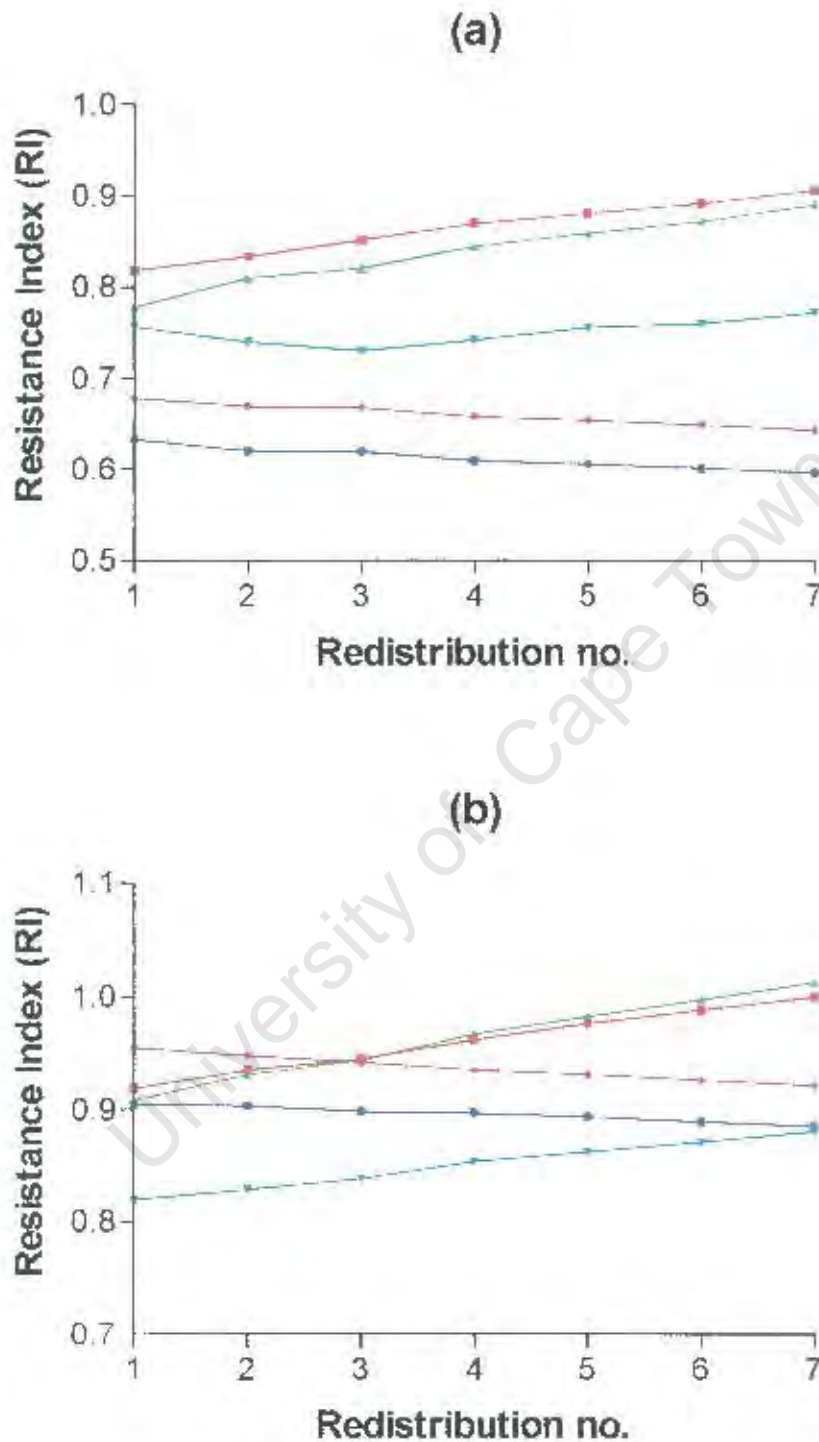 (a)
Resistance Index (RI)
1.0
0.9
0.8
0.7
0.6
0.5
1 2 3 4 5 6 7
Redistribution no.
(b)
Resistance Index (RI)
1.1
1.0
0.9
0.8
0.7
1 2 3 4 5 6 7
Redistribution no.
University of Cape Town